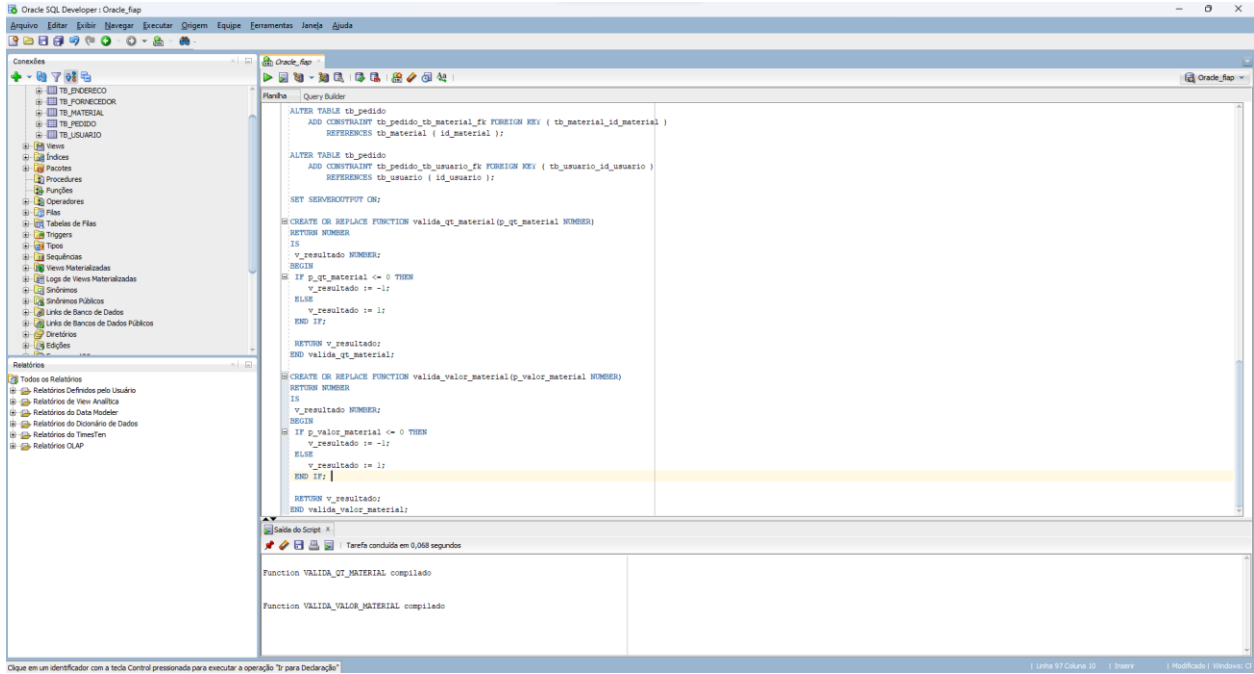 Oracle SQL Developer : Oracle_fiap
Arquivo Editar Exibir Navegar Executar Origem Equipe Ferramentas Janela Ajuda
Conexões
TB_ENDERECO
TB_FORNECEDOR
TB_MATERIAL
TB_PEDIDO
TB_USUARIO
Views
Índices
Pacotes
Procedures
Funções
Operadores
Filas
Tabelas de Filas
Triggers
Tipos
Sequências
Views Materializadas
Logs de Views Materializadas
Sinônimos
Sinônimos Públicos
Links de Banco de Dados
Links de Bancos de Dados Públicos
Diretórios
Edições
Relatórios
Todos os Relatórios
Relatórios Definidos pelo Usuário
Relatórios de View Analítica
Relatórios do Data Modeler
Relatórios do Dicionário de Dados
Relatórios do TimesTen
Relatórios OLAP
Oracle_fiap
Oracle_fiap
Planilha Query Builder
ALTER TABLE tb_pedido
ADD CONSTRAINT tb_pedido_tb_material_fk FOREIGN KEY ( tb_material_id_material )
REFERENCES tb_material ( id_material );
ALTER TABLE tb_pedido
ADD CONSTRAINT tb_pedido_tb_usuario_fk FOREIGN KEY ( tb_usuario_id_usuario )
REFERENCES tb_usuario ( id_usuario );
SET SERVEROUTPUT ON;
CREATE OR REPLACE FUNCTION valida_qt_material(p_qt_material NUMBER)
RETURN NUMBER
IS
v_resultado NUMBER;
BEGIN
IF p_qt_material <= 0 THEN
v_resultado := -1;
ELSE
v_resultado := 1;
END IF;
RETURN v_resultado;
END valida_qt_material;
CREATE OR REPLACE FUNCTION valida_valor_material(p_valor_material NUMBER)
RETURN NUMBER
IS
v_resultado NUMBER;
BEGIN
IF p_valor_material <= 0 THEN
v_resultado := -1;
ELSE
v_resultado := 1;
END IF;
RETURN v_resultado;
END valida_valor_material;
Saída do Script
Tarefa concluída em 0,068 segundos
Function VALIDA_QT_MATERIAL compilado
Function VALIDA_VALOR_MATERIAL compilado
Clique em um identificador com a tecla Control pressionada para executar a operação "Ir para Declaração"
Linha 97 Coluna 10 | Inserir | Modificado | Windows: Cl